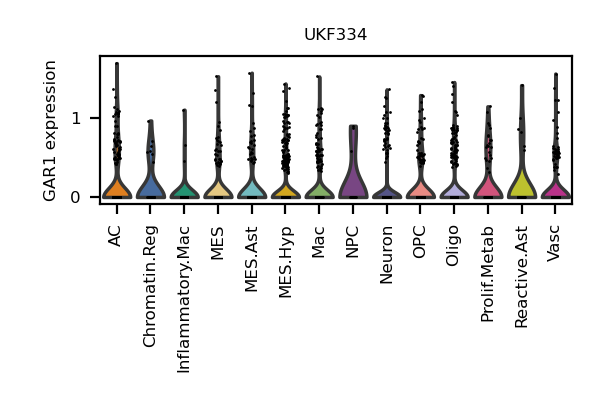 UKF334
GAR1 expression
1
0
AC
Chromatin.Reg
Inflammatory.Mac
MES
MES.Ast
MES.Hyp
Mac
NPC
Neuron
OPC
Oligo
Prolif.Metab
Reactive.Ast
Vasc